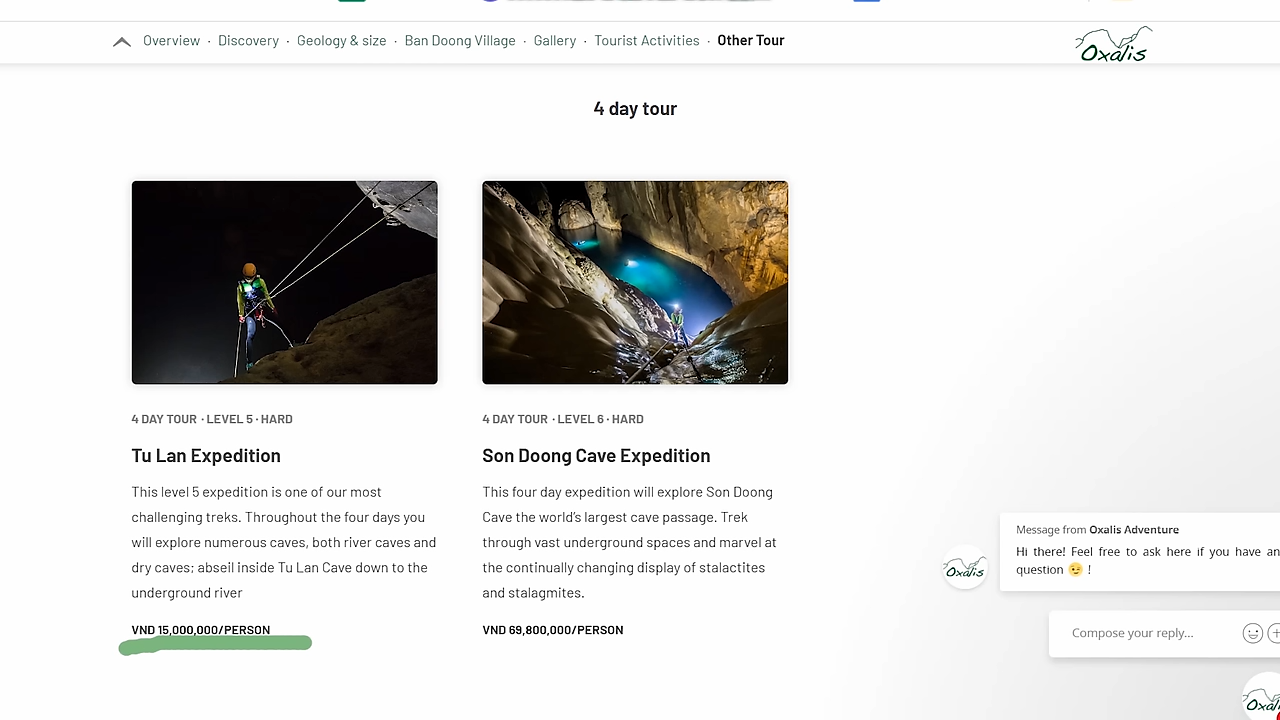 Overview · Discovery · Geology & size · Ban Doong Village · Gallery · Tourist Activities · Other Tour
Oxalis
4 day tour
4 DAY TOUR · LEVEL 5 · HARD
Tu Lan Expedition
This level 5 expedition is one of our most
challenging treks. Throughout the four days you
will explore numerous caves, both river caves and
dry caves; abseil inside Tu Lan Cave down to the
underground river
VND 15,000,000/PERSON
4 DAY TOUR · LEVEL 6 · HARD
Son Doong Cave Expedition
This four day expedition will explore Son Doong
Cave the world's largest cave passage. Trek
through vast underground spaces and marvel at
the continually changing display of stalactites
and stalagmites.
VND 69,800,000/PERSON
Message from Oxalis Adventure
Hi there! Feel free to ask here if you have an
question 😉 !
Oxalis
Compose your reply...
Oxal